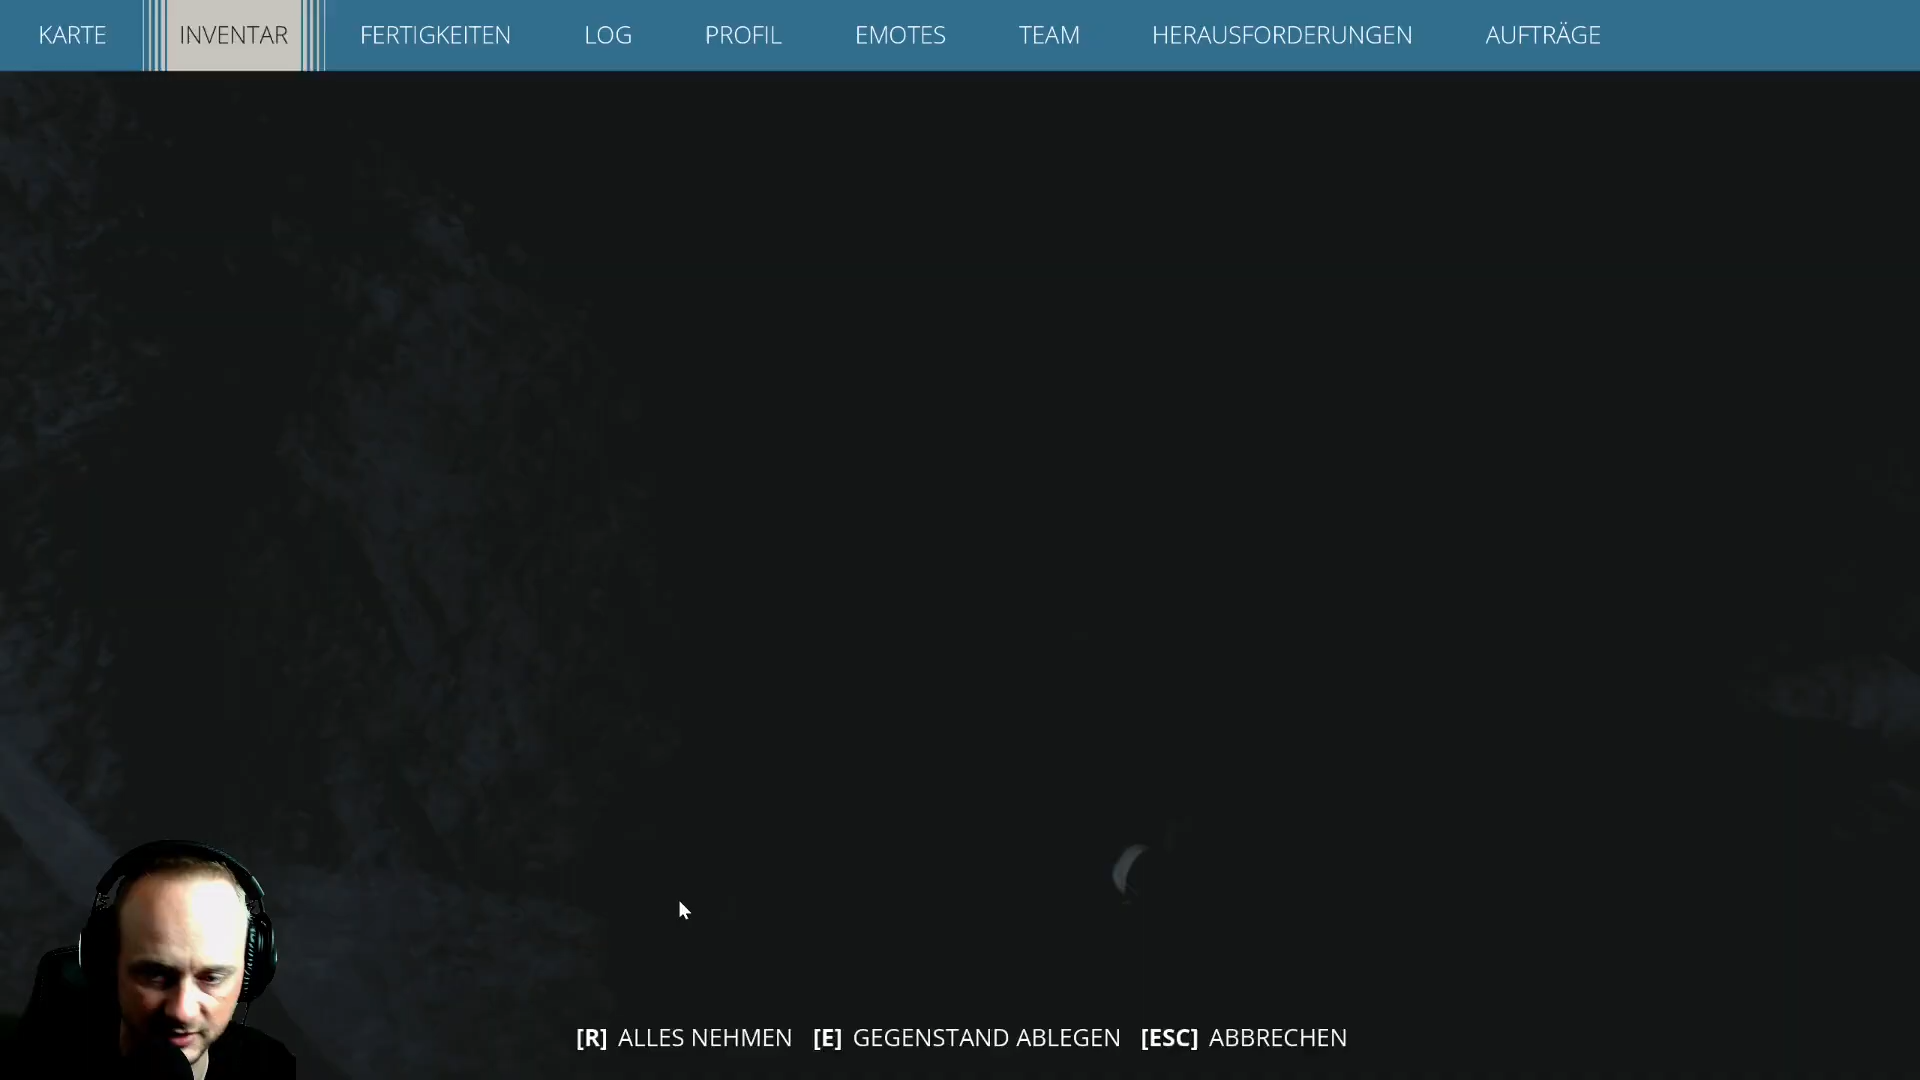 KARTE INVENTAR FERTIGKEITEN LOG PROFIL EMOTES TEAM HERAUSFORDERUNGEN AUFTRÄGE
[R] ALLES NEHMEN [E] GEGENSTAND ABLEGEN [ESC] ABBRECHEN